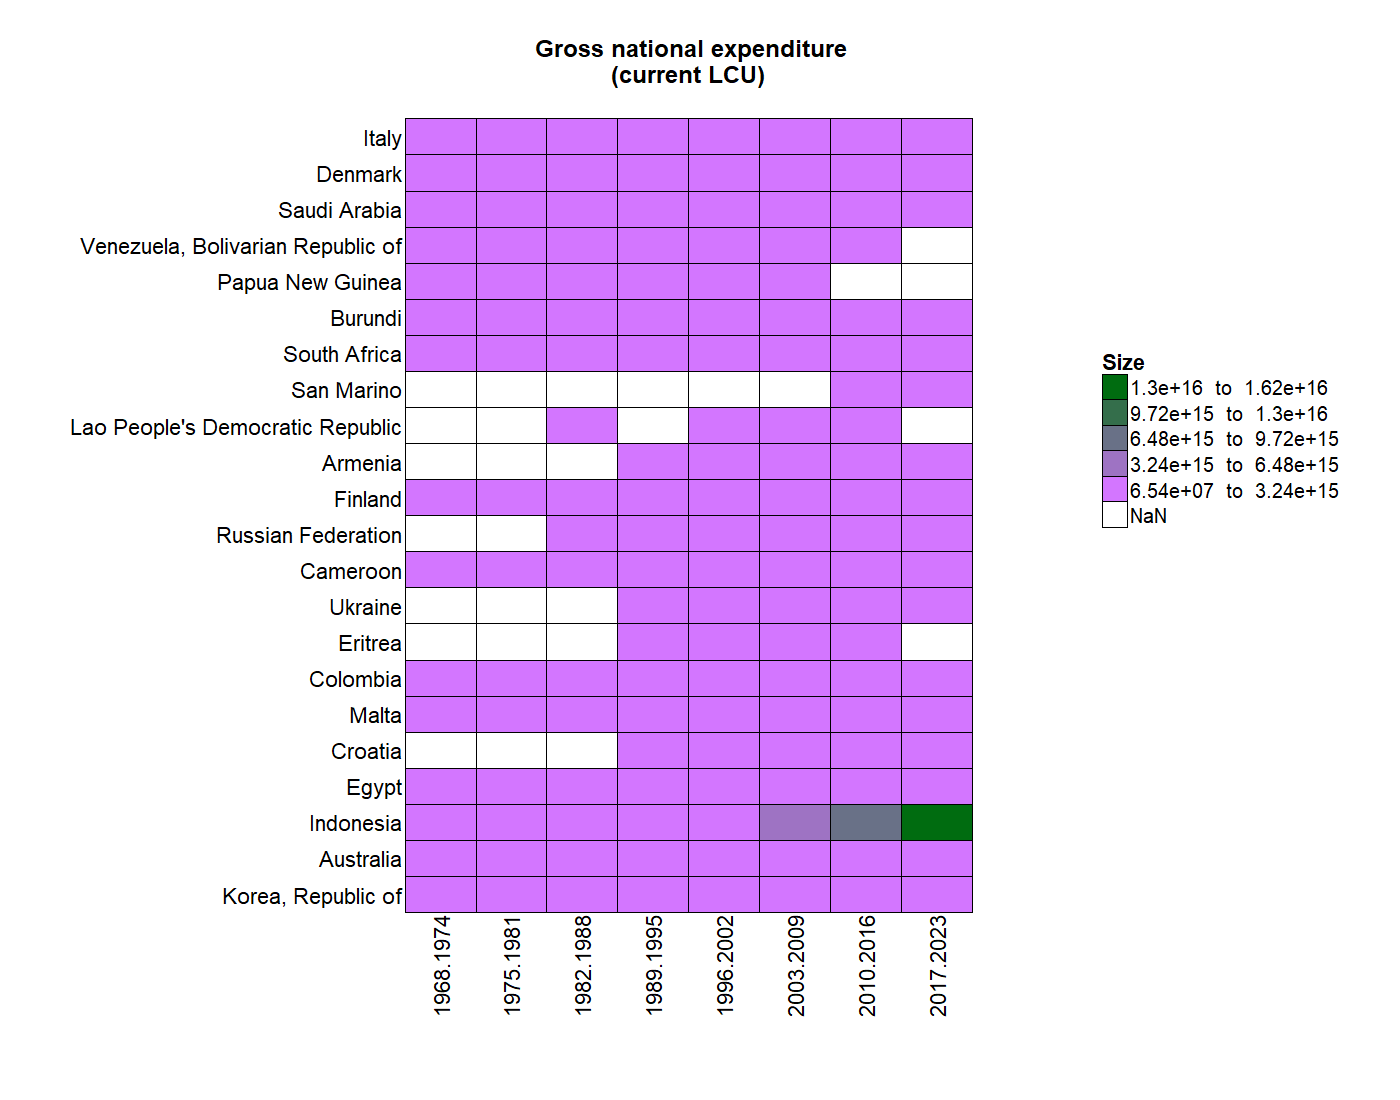 Gross national expenditure
(current LCU)
Italy
Denmark
Saudi Arabia
Venezuela, Bolivarian Republic of
Papua New Guinea
Burundi
South Africa
San Marino
Lao People's Democratic Republic
Armenia
Finland
Russian Federation
Cameroon
Ukraine
Eritrea
Colombia
Malta
Croatia
Egypt
Indonesia
Australia
Korea, Republic of
1968.1974
1975.1981
1982.1988
1989.1995
1996.2002
2003.2009
2010.2016
2017.2023
Size
1.3e+16 to 1.62e+16
9.72e+15 to 1.3e+16
6.48e+15 to 9.72e+15
3.24e+15 to 6.48e+15
6.54e+07 to 3.24e+15
NaN